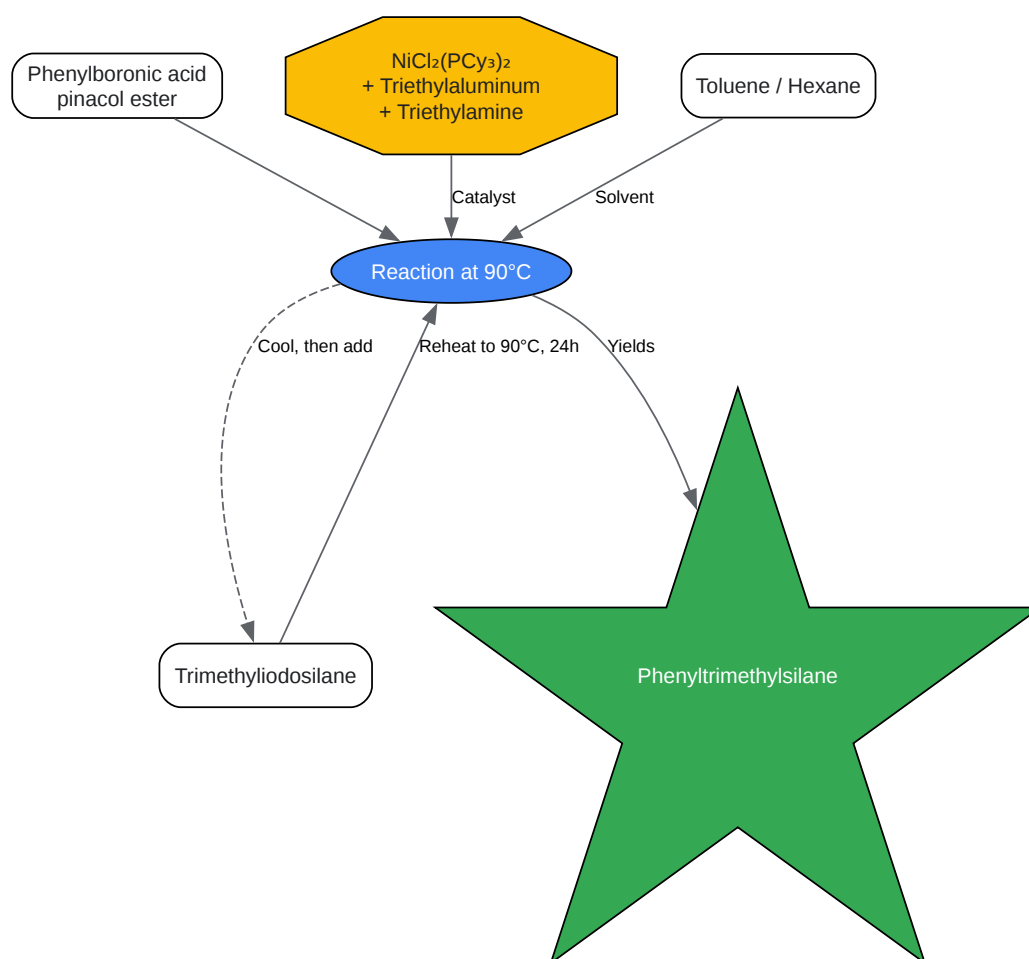 Phenylboronic acid
pinacol ester
NiCl₂(PCy₃)₂
+ Triethylaluminum
+ Triethylamine
Toluene / Hexane
Catalyst
Solvent
Reaction at 90°C
Cool, then add
Reheat to 90°C, 24h
Yields
Trimethyliodosilane
Phenyltrimethylsilane